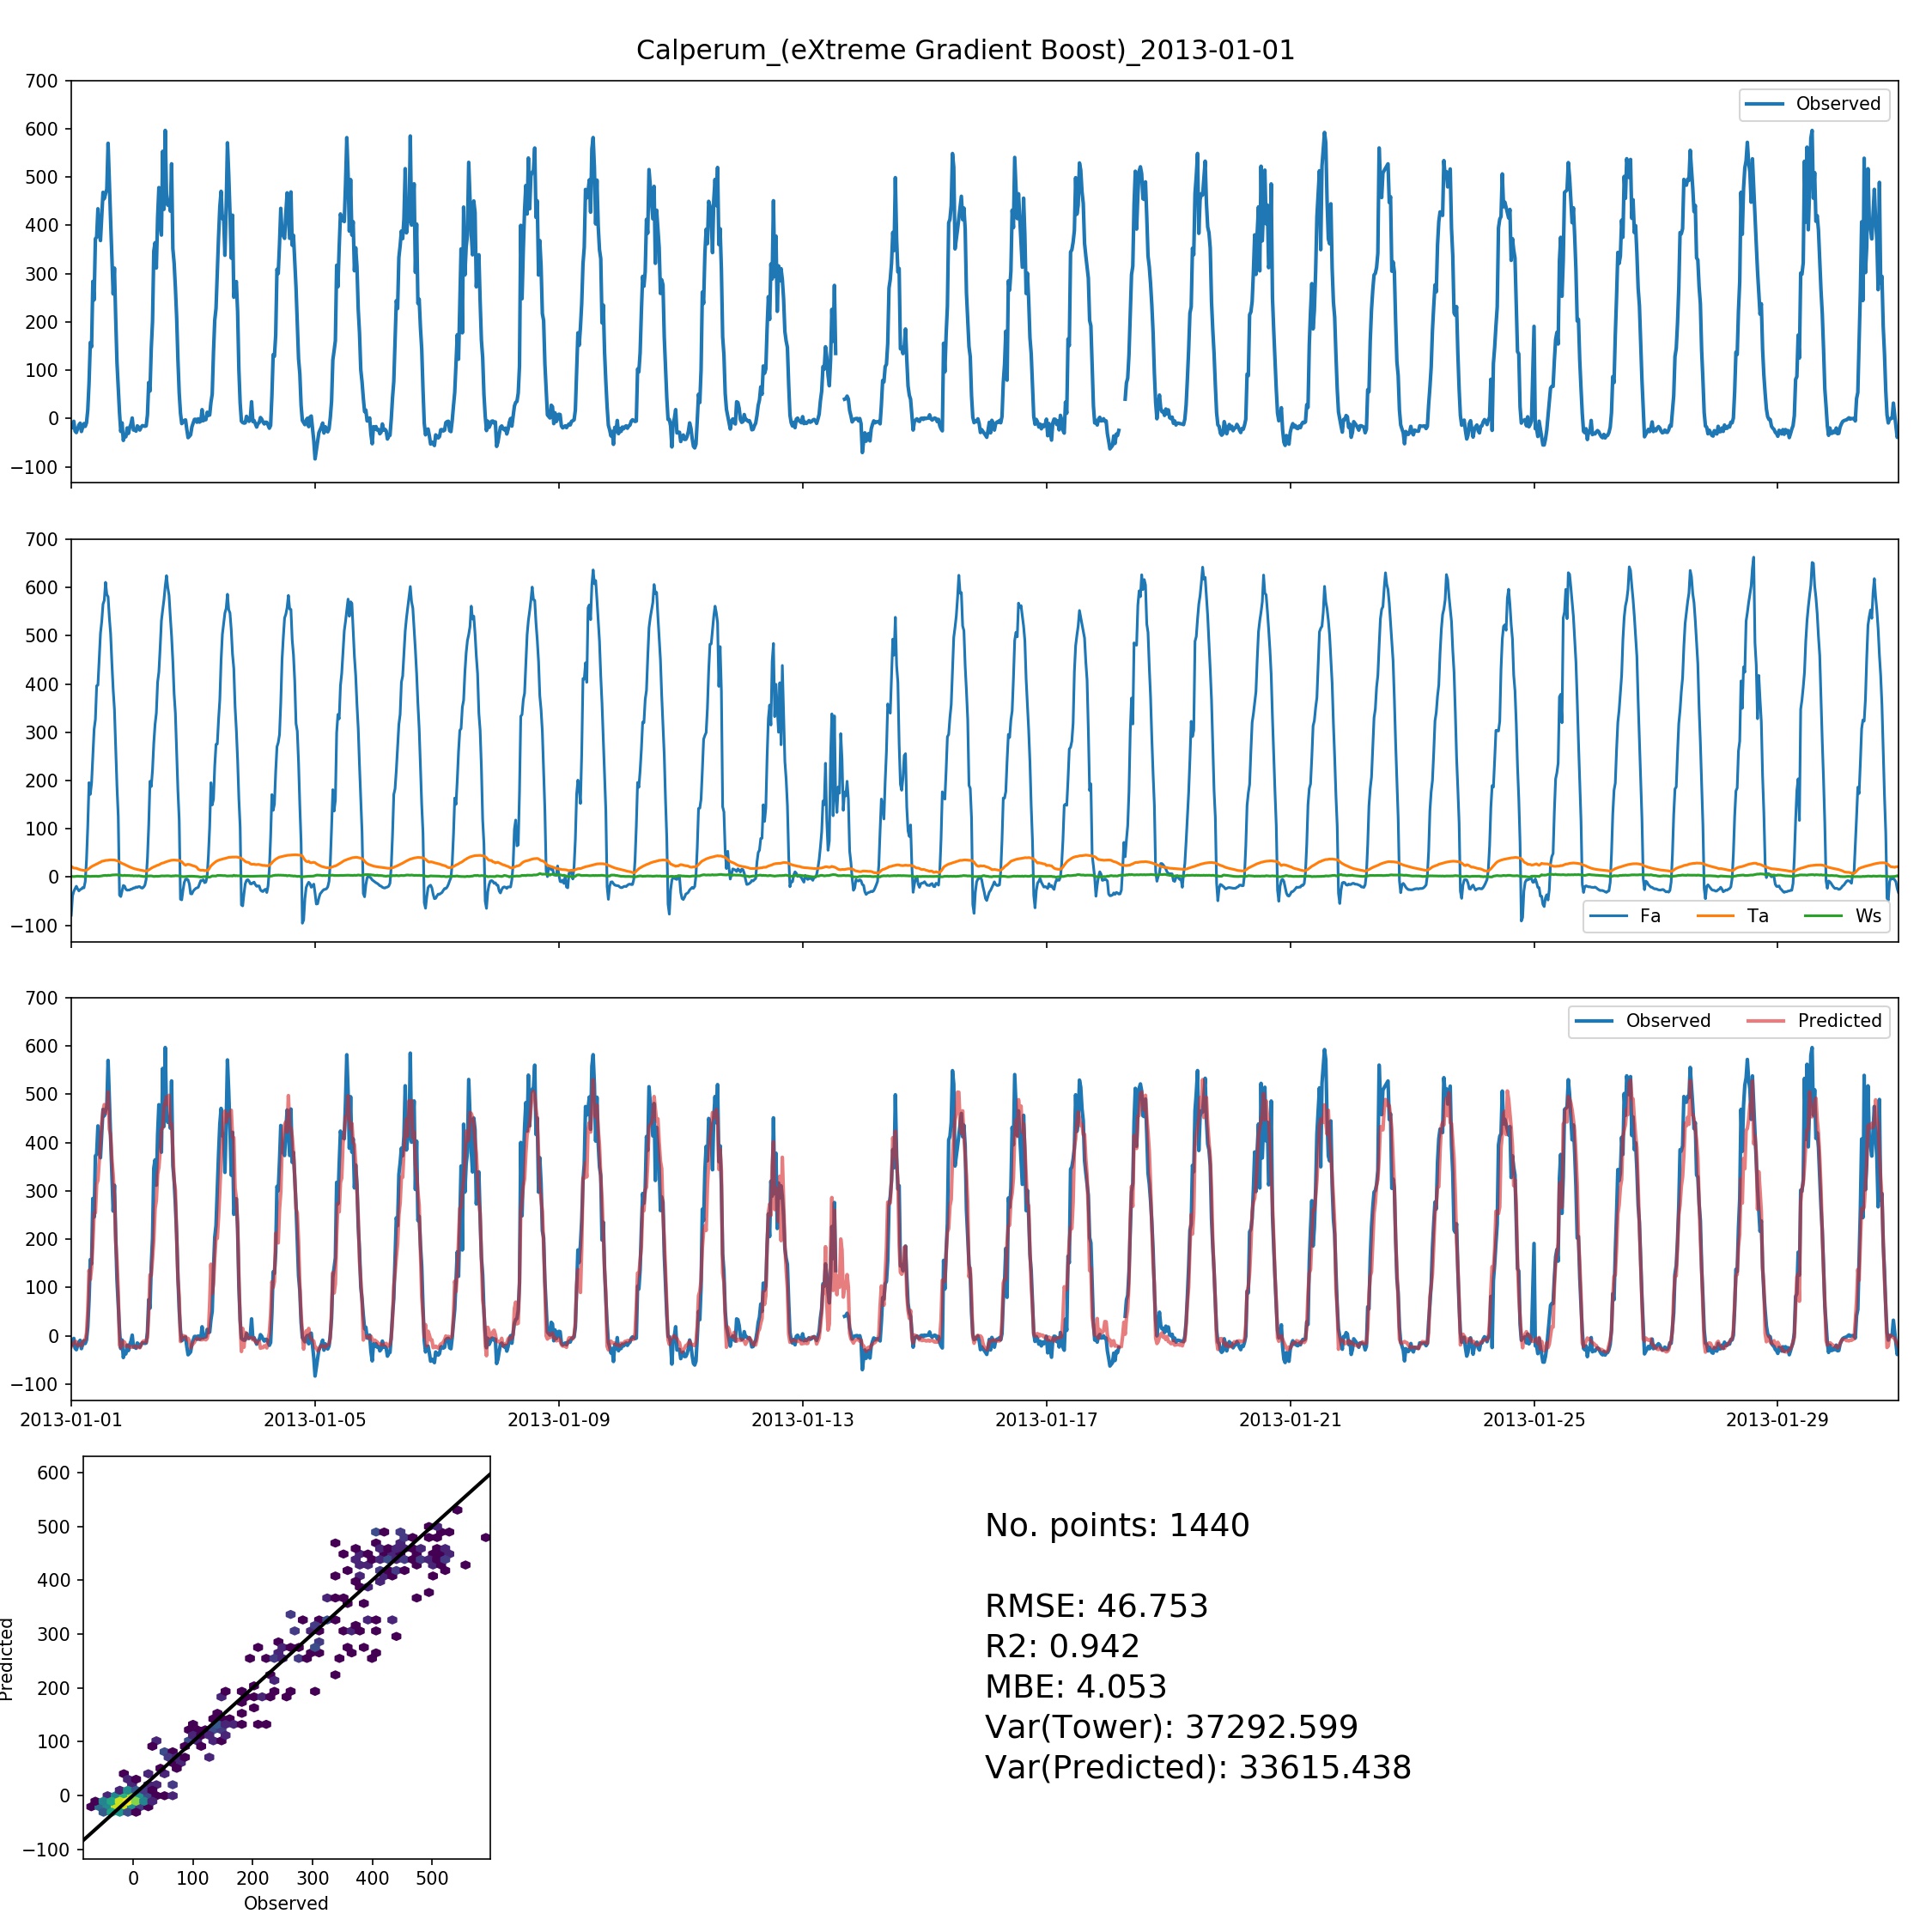 Calperum_(eXtreme Gradient Boost)_2013-01-01
700
600
500
400
300
200
100
0
−100
Observed
700
600
500
400
300
200
100
0
−100
Fa Ta Ws
700
600
500
400
300
200
100
0
−100
Observed Predicted
2013-01-01 2013-01-05 2013-01-09 2013-01-13 2013-01-17 2013-01-21 2013-01-25 2013-01-29
600
500
400
300
200
100
0
−100
Predicted
0 100 200 300 400 500
Observed
No. points: 1440
RMSE: 46.753
R2: 0.942
MBE: 4.053
Var(Tower): 37292.599
Var(Predicted): 33615.438